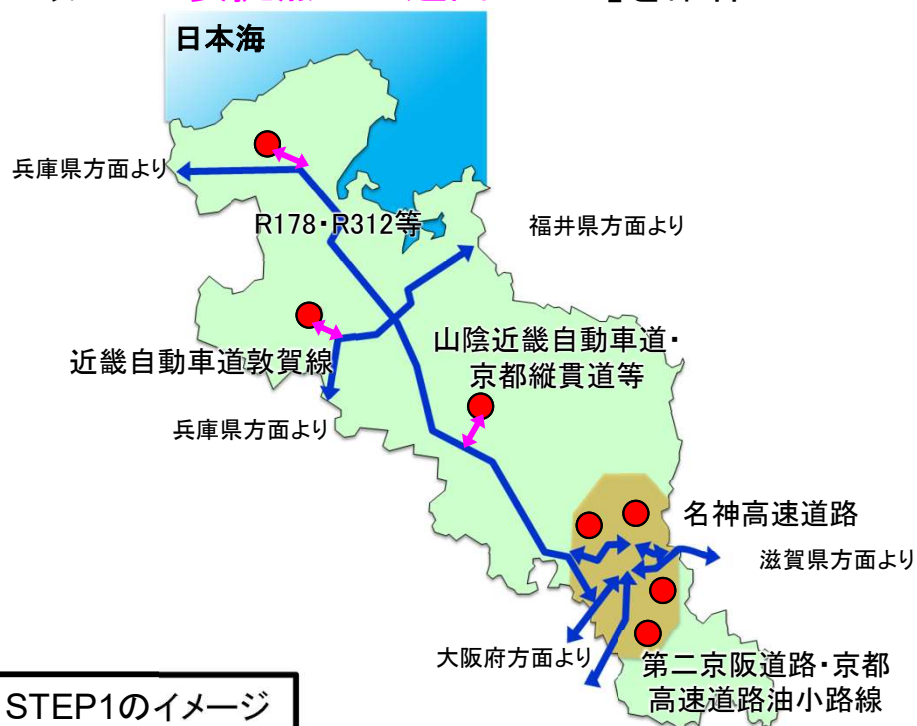 日本海
兵庫県方面より
R178・R312等
福井県方面より
近畿自動車道敦賀線
山陰近畿自動車道・
京都縦貫道等
兵庫県方面より
名神高速道路
滋賀県方面より
大阪府方面より
第二京阪道路・京都
高速道路油小路線
STEP1のイメージ